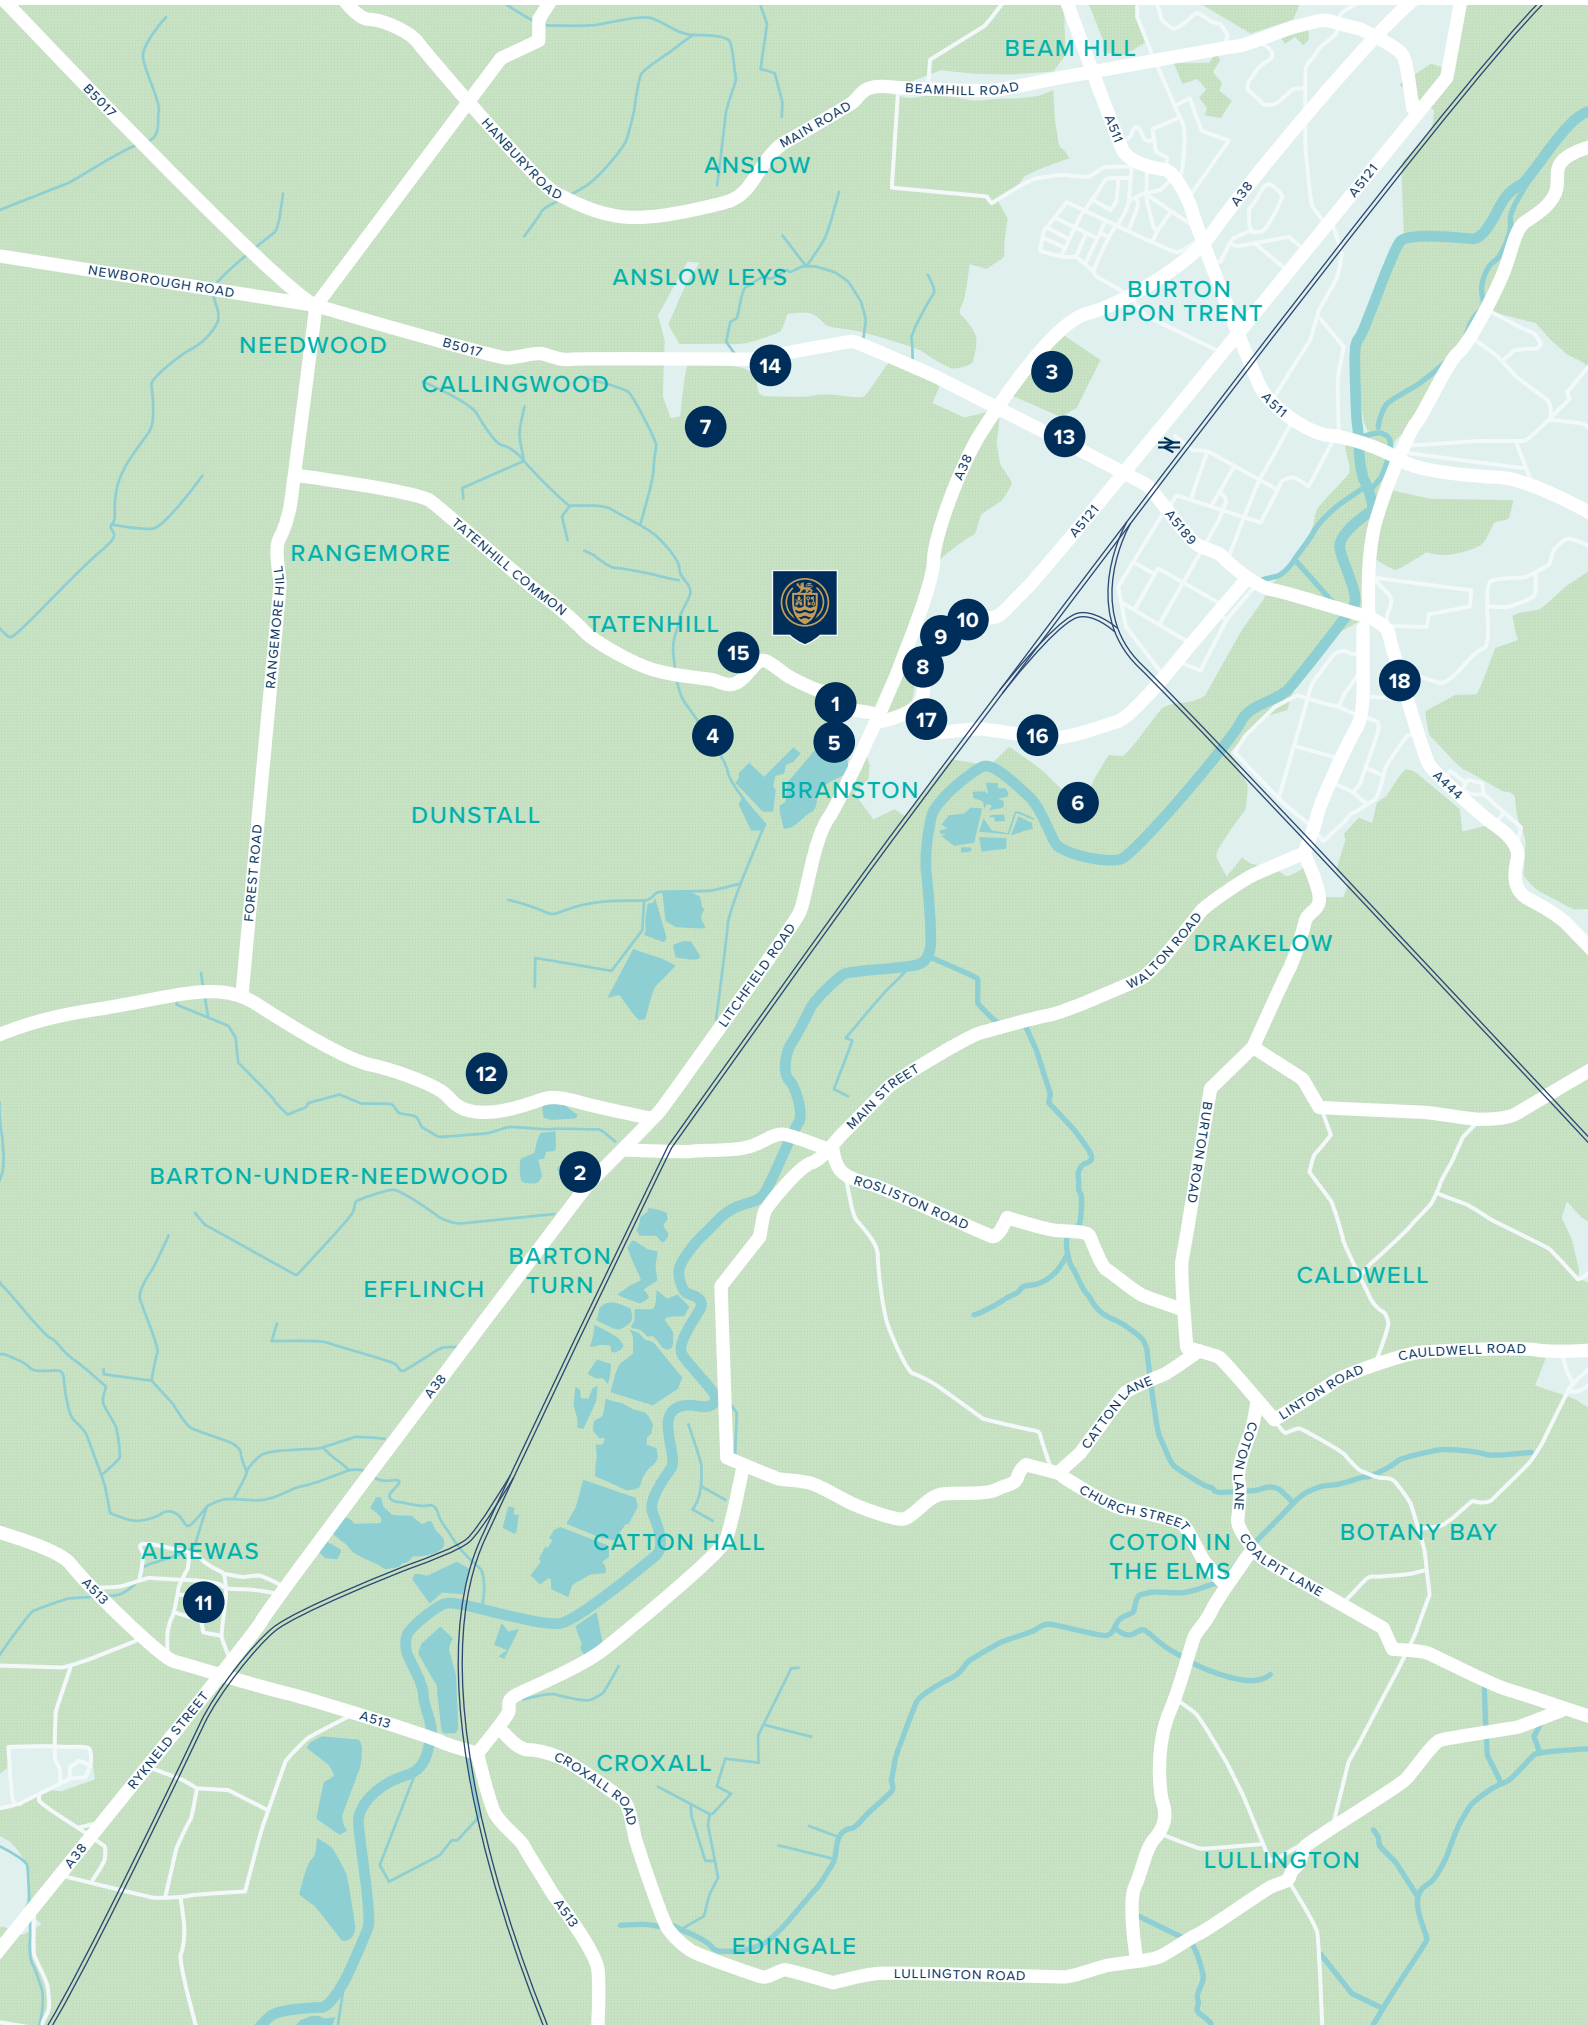 BEAM HILL
BEAMHILL ROAD
B5017
MAIN ROAD
A511
HANBURYROAD
ANSLOW
A38
A5121
NEWBOROUGH ROAD
ANSLOW LEYS
BURTON
UPON TRENT
NEEDWOOD
B5017
14
3
CALLINGWOOD
A511
7
13
A38
A5121
A5189
TATENHILL COMMON
RANGEMORE
RANGEMORE HILL
TATENHILL
10
9
15
8
18
1
17
4
5
16
BRANSTON
6
A444
DUNSTALL
FOREST ROAD
WALTON ROAD
DRAKELOW
LITCHFIELD ROAD
12
MAIN STREET
BURTON ROAD
BARTON-UNDER-NEEDWOOD
2
ROSLISTON ROAD
BARTON
TURN
EFFLINCH
CALDWELL
CAULDWELL ROAD
LINTON ROAD
A38
CATTON LANE
COTON LANE
CHURCH STREET
CATTON HALL
COTON IN
THE ELMS
BOTANY BAY
COALPIT LANE
ALREWAS
A513
11
RYKNELD STREET
A513
CROXALL
CROXALL ROAD
A38
LULLINGTON
A513
EDINGALE
LULLINGTON ROAD